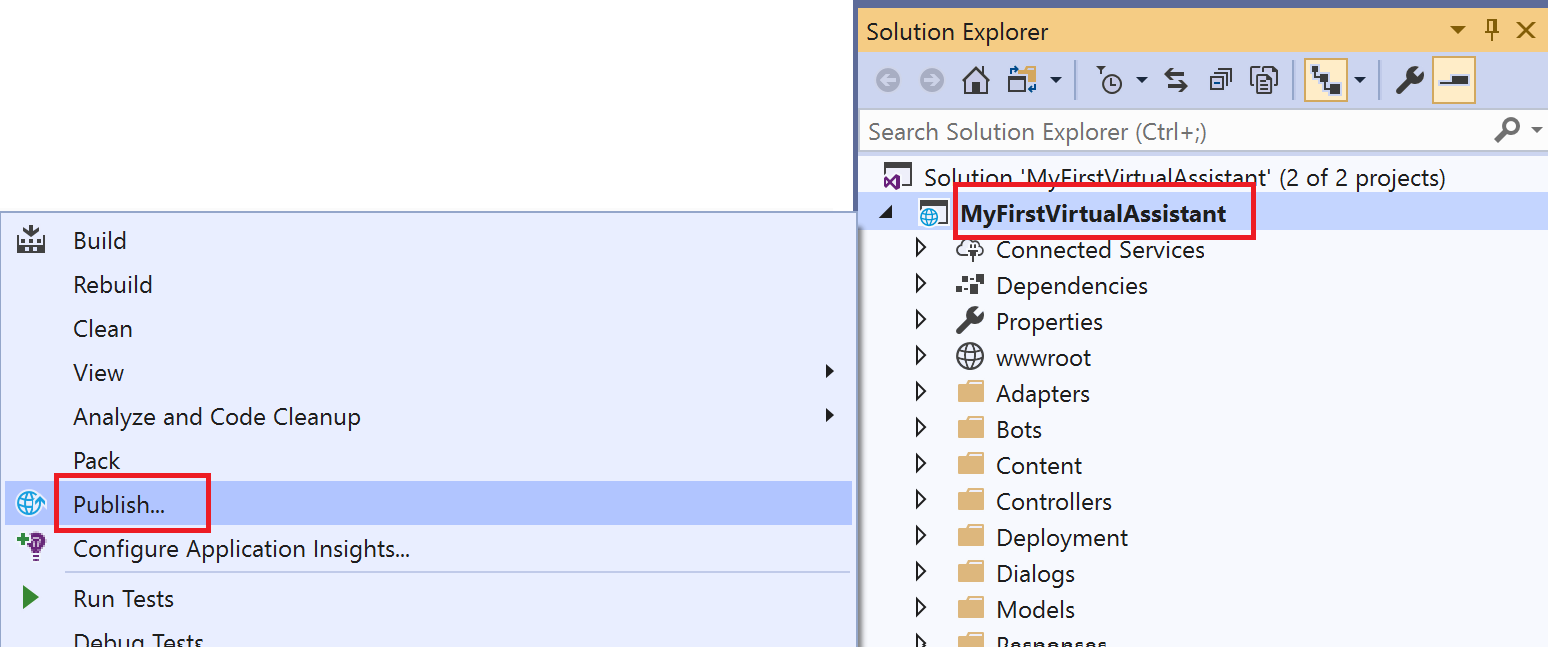 Solution Explorer
Search Solution Explorer (Ctrl+;)
Solution 'MyFirstVirtualAssistant' (2 of 2 projects)
MyFirstVirtualAssistant
Connected Services
Dependencies
Properties
wwwroot
Adapters
Bots
Content
Controllers
Deployment
Dialogs
Models
Responses
Build
Rebuild
Clean
View
Analyze and Code Cleanup
Pack
Publish...
Configure Application Insights...
Run Tests
Debug Tests